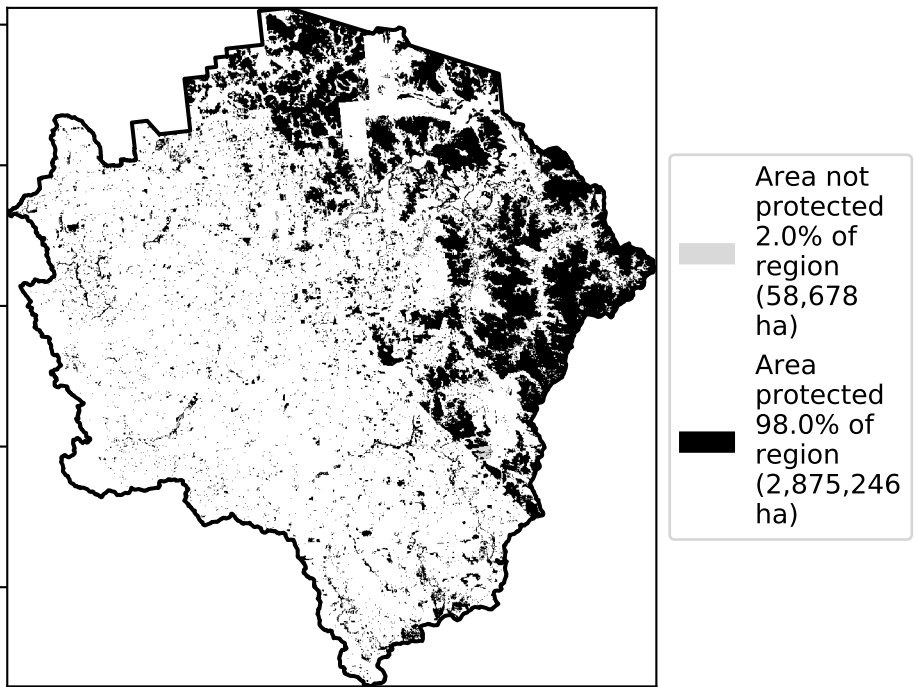 Area not
protected
2.0% of
region
(58,678
ha)
Area
protected
98.0% of
region
(2,875,246
ha)